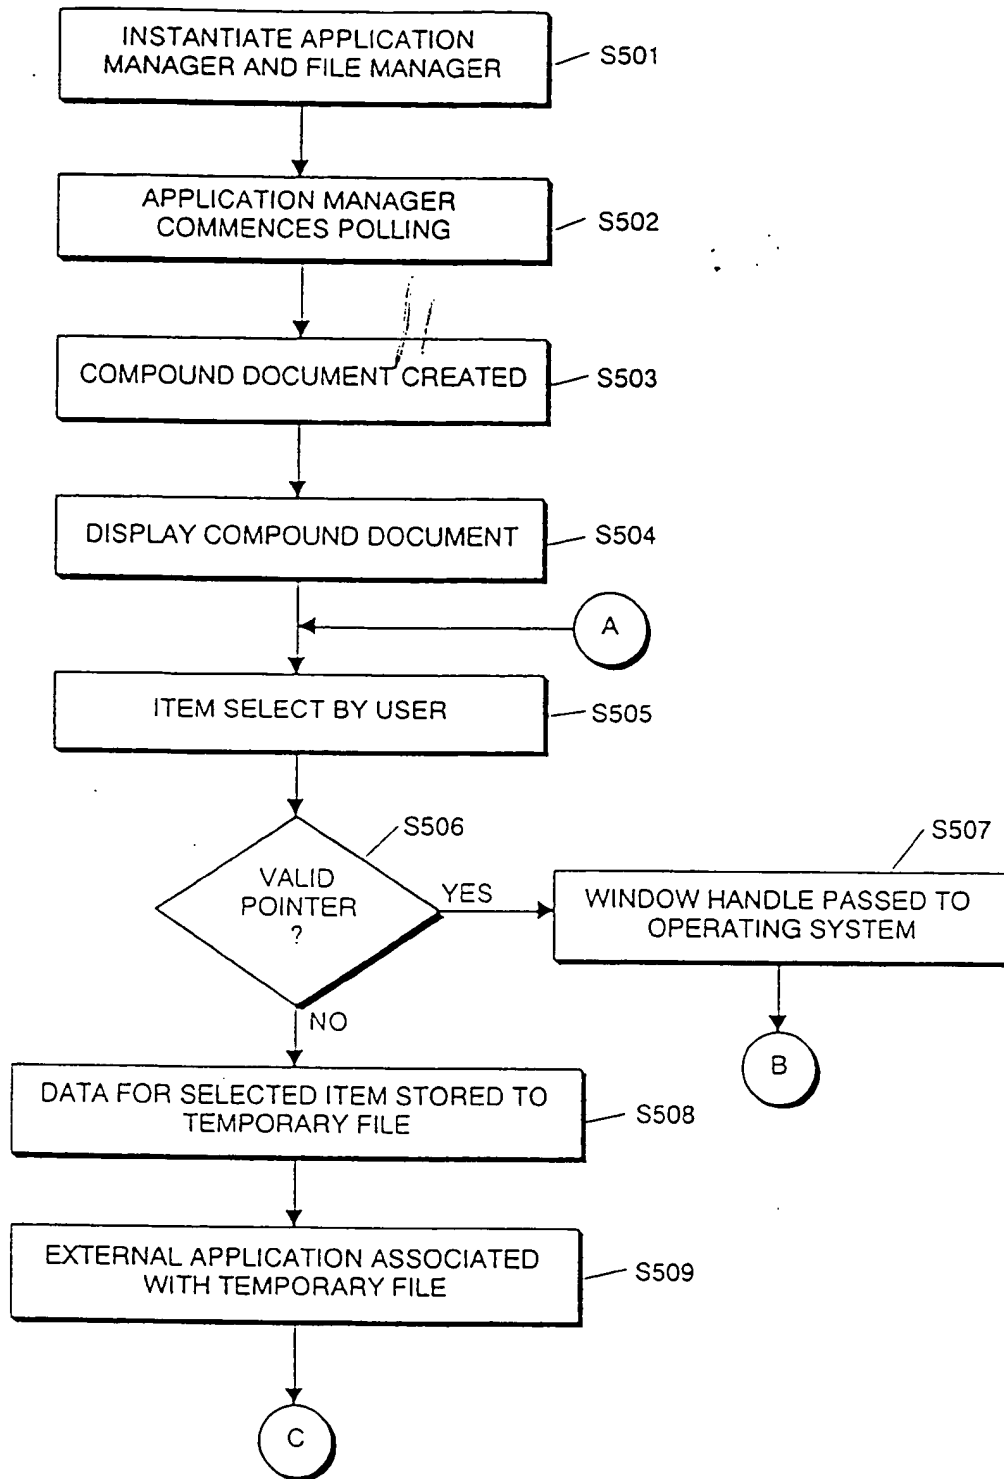 INSTANTIATE APPLICATION
MANAGER AND FILE MANAGER
S501
APPLICATION MANAGER
COMMENCES POLLING
S502
COMPOUND DOCUMENT CREATED
S503
DISPLAY COMPOUND DOCUMENT
S504
A
ITEM SELECT BY USER
S505
S506
VALID
POINTER
?
YES
S507
WINDOW HANDLE PASSED TO
OPERATING SYSTEM
B
NO
DATA FOR SELECTED ITEM STORED TO
TEMPORARY FILE
S508
EXTERNAL APPLICATION ASSOCIATED
WITH TEMPORARY FILE
S509
C